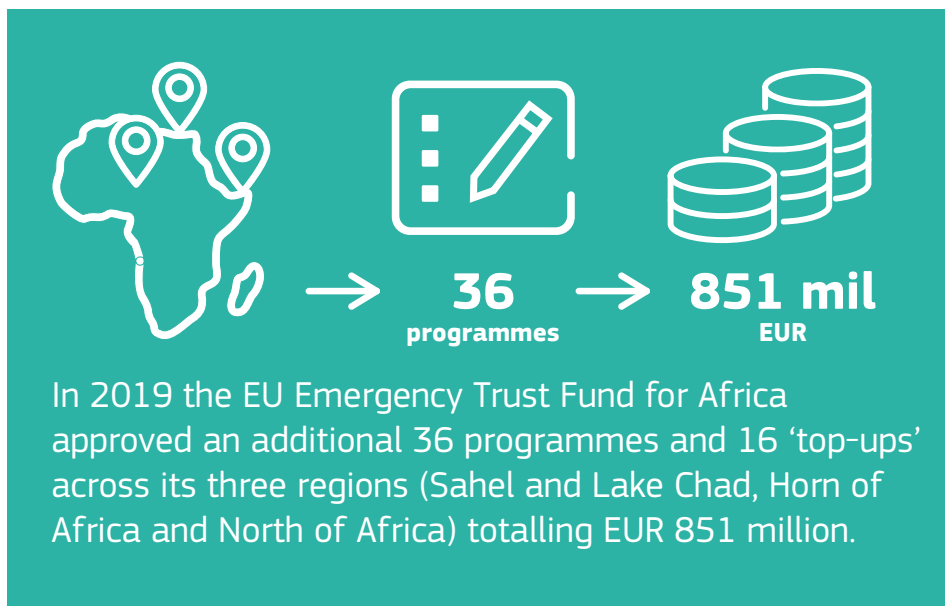 36
programmes
851 mil
EUR
In 2019 the EU Emergency Trust Fund for Africa
approved an additional 36 programmes and 16 ‘top-ups’
across its three regions (Sahel and Lake Chad, Horn of
Africa and North of Africa) totalling EUR 851 million.